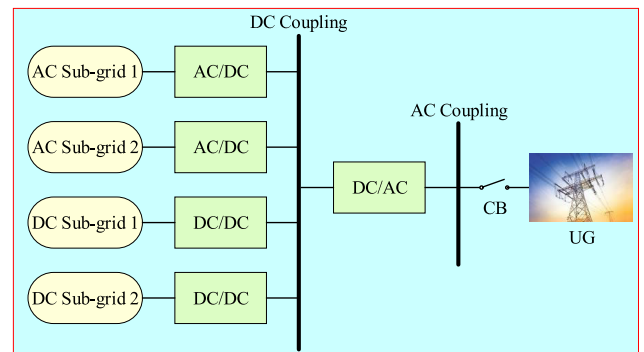 DC Coupling
AC Sub-grid 1
AC/DC
AC Sub-grid 2
AC/DC
DC Sub-grid 1
DC/DC
DC Sub-grid 2
DC/DC
DC/AC
AC Coupling
CB
UG